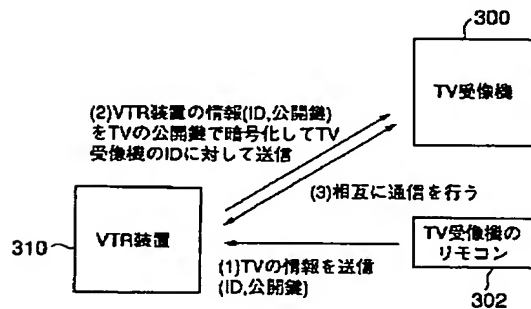 300
TV受像機
(2)VTR装置の情報(ID,公開鍵)
をTVの公開鍵で暗号化してTV
受像機のIDに対して送信
(3)相互に通信を行う
310
VTR装置
TV受像機の
リモコン
(1)TVの情報を送信
(ID,公開鍵)
302